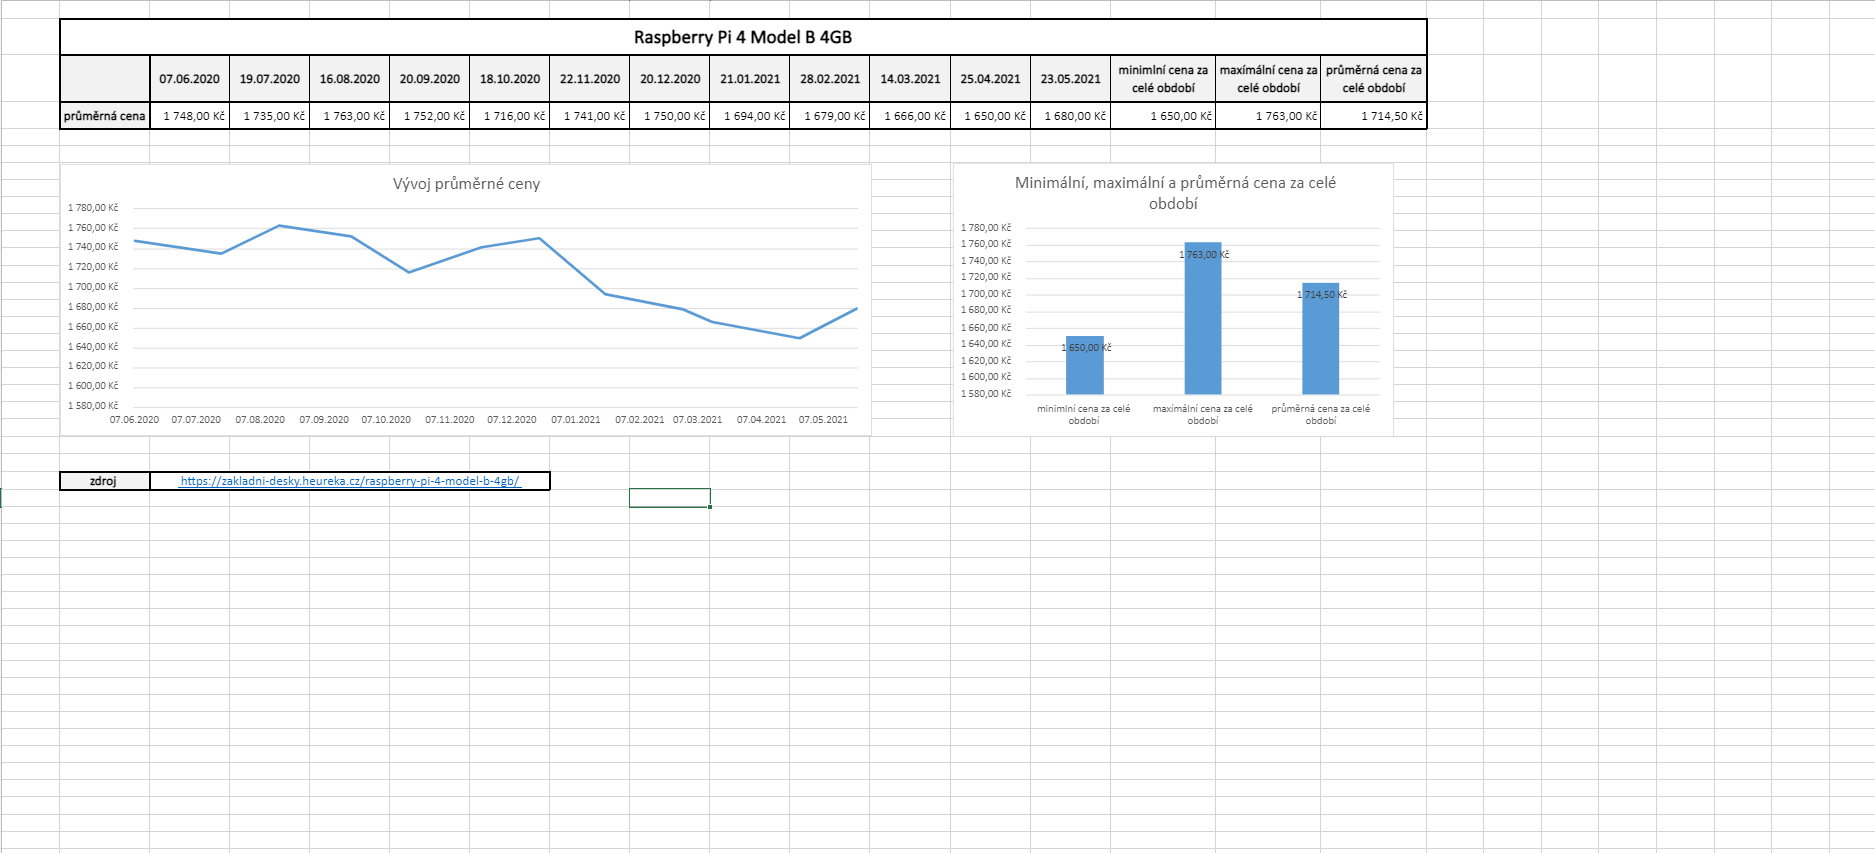 Raspberry Pi 4 Model B 4GB
07.06.2020 19.07.2020 16.08.2020 20.09.2020 18.10.2020 22.11.2020 20.12.2020 21.01.2021 28.02.2021 14.03.2021 25.04.2021 23.05.2021 minimlní cena za celé období maxímální cena za celé období průměrná cena za celé období
průměrná cena 1 748,00 Kč 1 735,00 Kč 1 763,00 Kč 1 752,00 Kč 1 716,00 Kč 1 741,00 Kč 1 750,00 Kč 1 694,00 Kč 1 679,00 Kč 1 666,00 Kč 1 650,00 Kč 1 680,00 Kč 1 650,00 Kč 1 763,00 Kč 1 714,50 Kč
Vývoj průměrné ceny
1 780,00 Kč
1 760,00 Kč
1 740,00 Kč
1 720,00 Kč
1 700,00 Kč
1 680,00 Kč
1 660,00 Kč
1 640,00 Kč
1 620,00 Kč
1 600,00 Kč
1 580,00 Kč
07.06.2020 07.07.2020 07.08.2020 07.09.2020 07.10.2020 07.11.2020 07.12.2020 07.01.2021 07.02.2021 07.03.2021 07.04.2021 07.05.2021
Minimální, maximální a průměrná cena za celé
období
1 780,00 Kč
1 760,00 Kč
1 740,00 Kč
1 720,00 Kč
1 700,00 Kč
1 680,00 Kč
1 660,00 Kč
1 640,00 Kč
1 620,00 Kč
1 600,00 Kč
1 580,00 Kč
1 650,00 Kč
1 763,00 Kč
1 714,50 Kč
minimlní cena za celé období
maxímální cena za celé období
průměrná cena za celé období
zdroj https://zakladni-desky.heureka.cz/raspberry-pi-4-model-b-4gb/